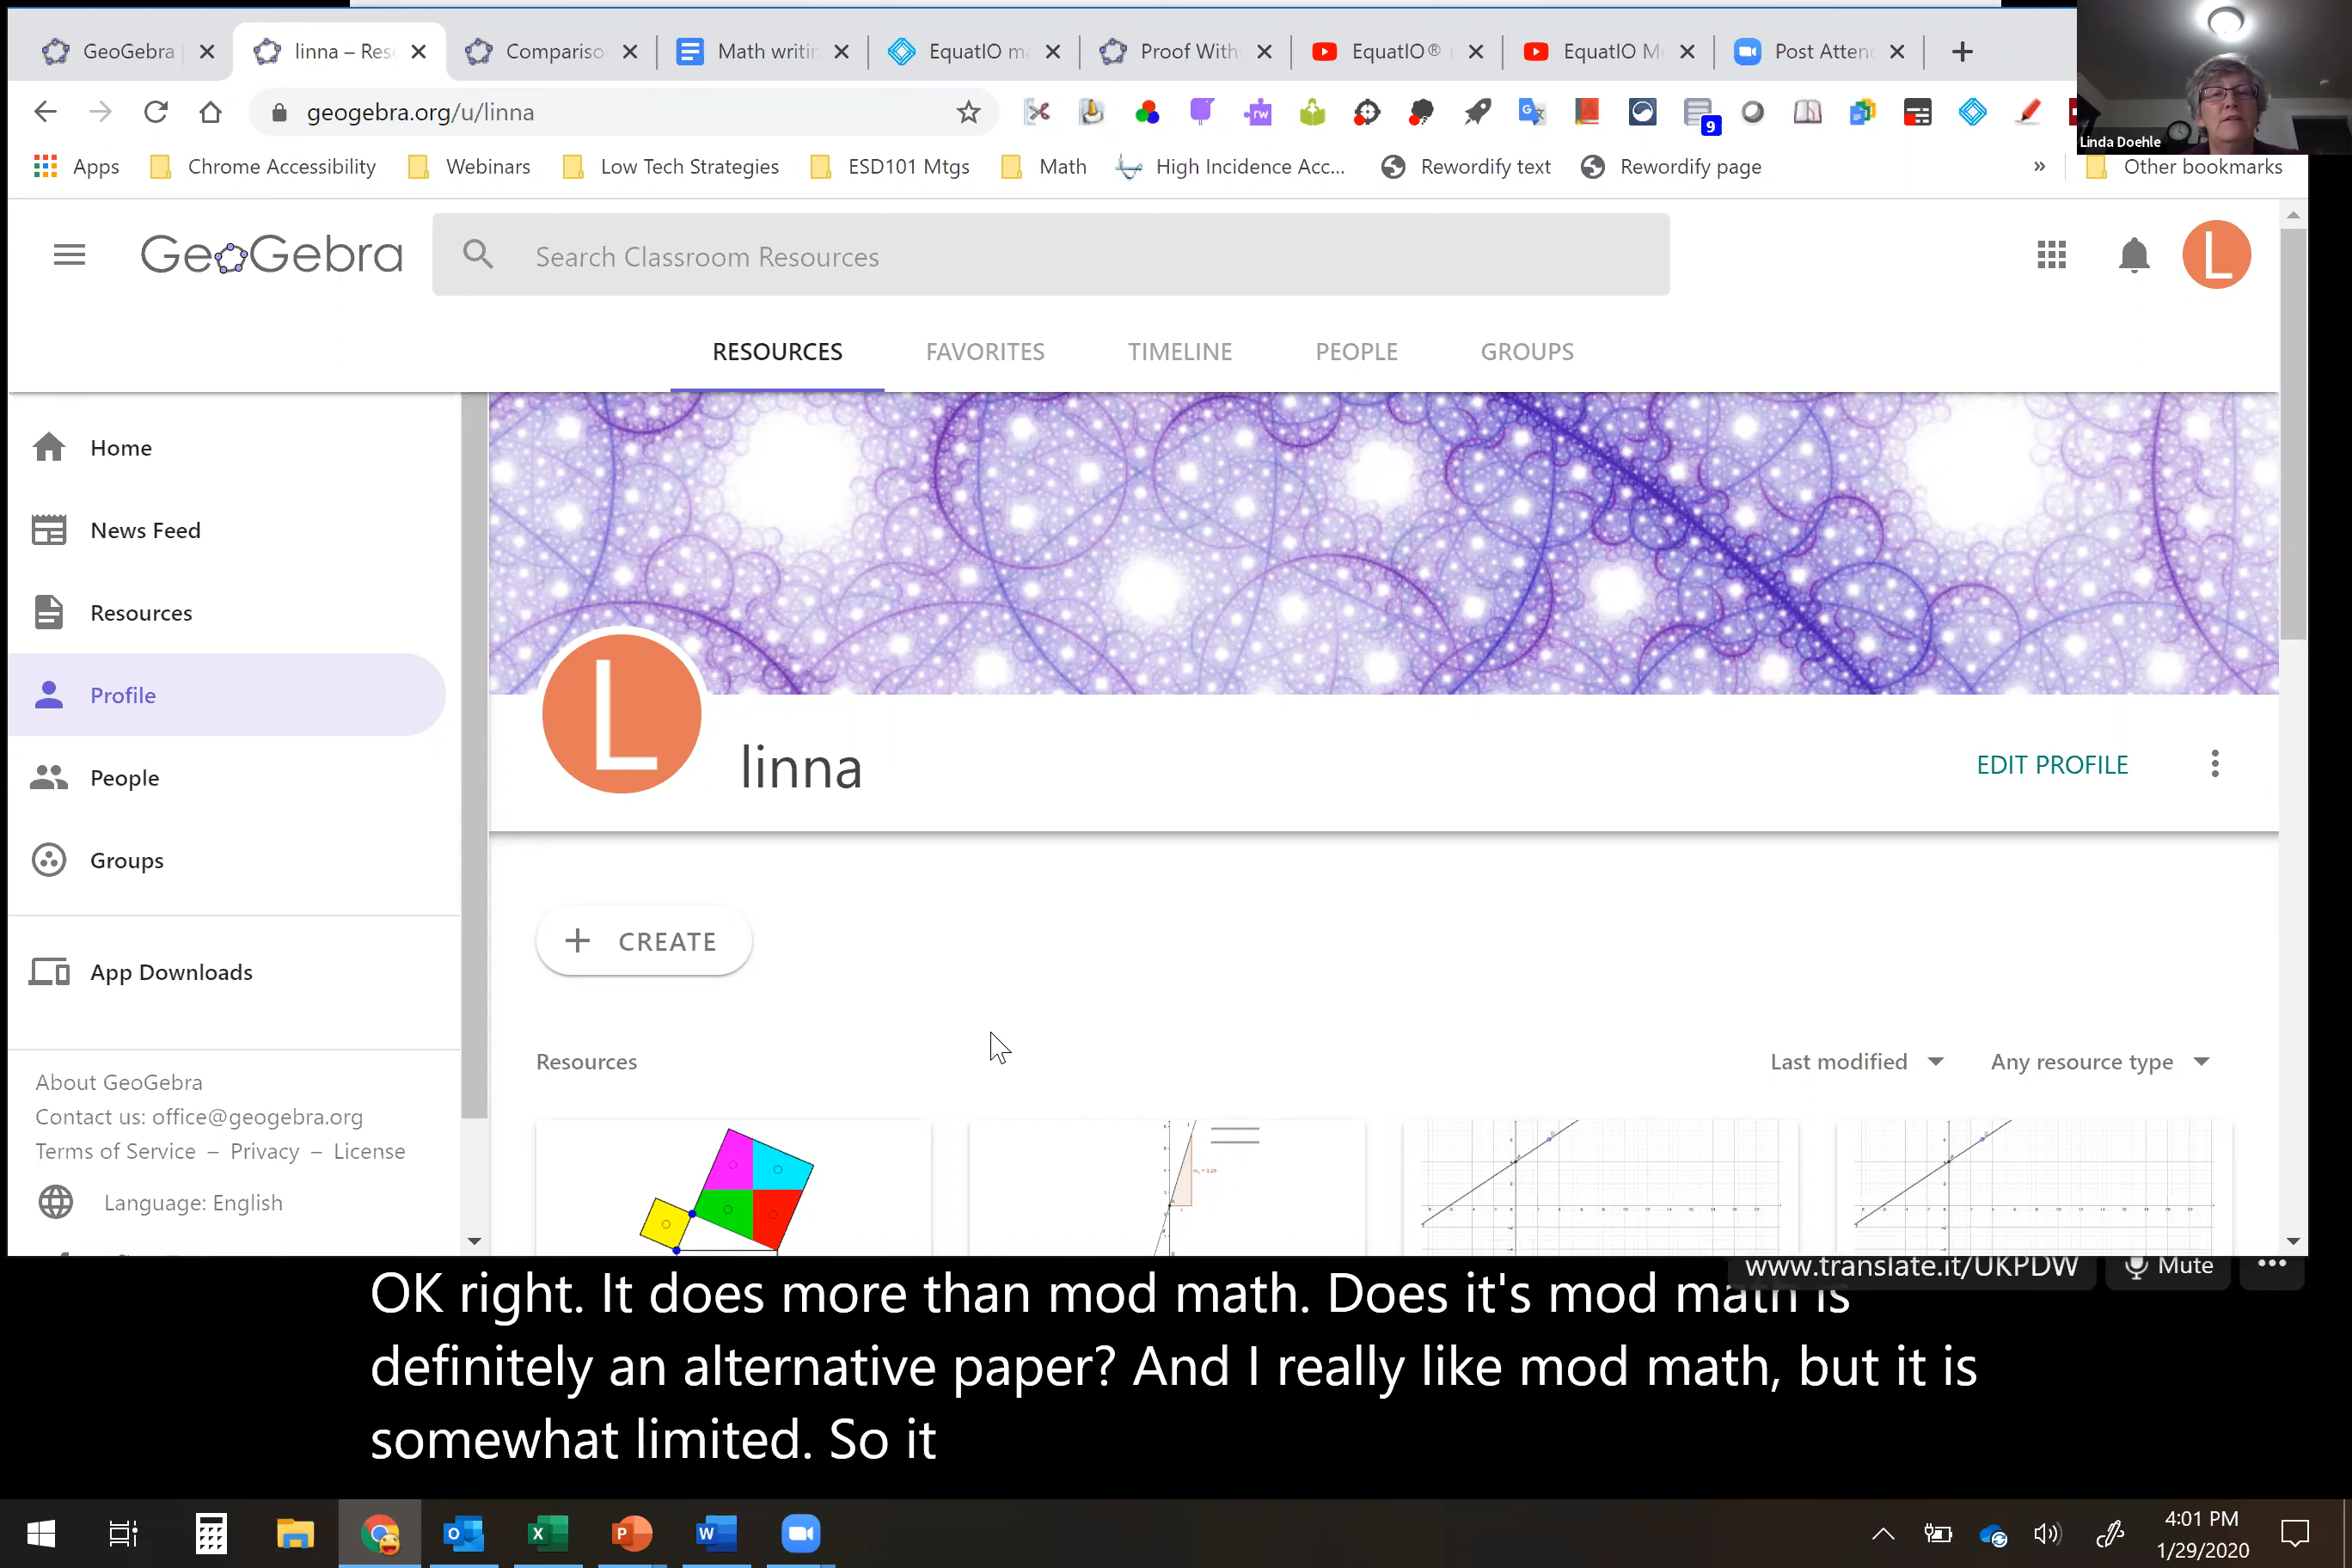 GeoGebra
linna – Res
Compariso
Math writin
EquatIO ma
Proof With
EquatIO®
EquatIO M
Post Atten
Linda Doehle
geogebra.org/u/linna
rw
9
Apps
Chrome Accessibility
Webinars
Low Tech Strategies
ESD101 Mtgs
Math
High Incidence Acc...
Rewordify text
Rewordify page
»
Other bookmarks
GeoGebra
Search Classroom Resources
L
RESOURCES
FAVORITES
TIMELINE
PEOPLE
GROUPS
Home
News Feed
Resources
Profile
People
Groups
App Downloads
About GeoGebra
Contact us: office@geogebra.org
Terms of Service – Privacy – License
Language: English
L
linna
EDIT PROFILE
+ CREATE
Resources
Last modified
Any resource type
www.translate.it/UKPDW
Mute
OK right. It does more than mod math. Does it's mod math is
definitely an alternative paper? And I really like mod math, but it is
somewhat limited. So it
4:01 PM
1/29/2020